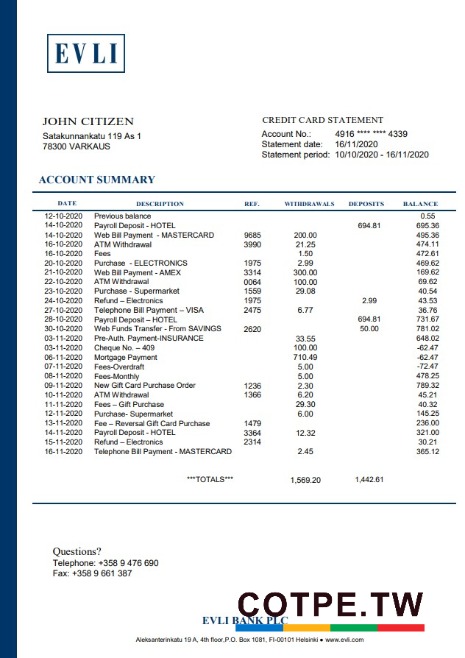 EVLI
JOHN CITIZEN
Satakunnankatu 119 As 1
78300 VARKAUS
CREDIT CARD STATEMENT
Account No.: 4916 **** **** 4339
Statement date: 16/11/2020
Statement period: 10/10/2020 - 16/11/2020
ACCOUNT SUMMARY
DATE DESCRIPTION REF. WITHDRAWALS DEPOSITS BALANCE
12-10-2020 Previous balance 0.55
14-10-2020 Payroll Deposit - HOTEL 694.81 695.36
14-10-2020 Web Bill Payment - MASTERCARD 9685 200.00 495.36
16-10-2020 ATM Withdrawal 3990 21.25 474.11
16-10-2020 Fees 1.50 472.61
20-10-2020 Purchase - ELECTRONICS 1975 2.99 469.62
21-10-2020 Web Bill Payment - AMEX 3314 300.00 169.62
22-10-2020 ATM Withdrawal 0064 100.00 69.62
23-10-2020 Purchase - Supermarket 1559 29.08 40.54
24-10-2020 Refund – Electronics 1975 2.99 43.53
27-10-2020 Telephone Bill Payment – VISA 2475 6.77 36.76
28-10-2020 Payroll Deposit – HOTEL 694.81 731.67
30-10-2020 Web Funds Transfer - From SAVINGS 2620 50.00 781.02
03-11-2020 Pre-Auth. Payment-INSURANCE 33.55 648.02
03-11-2020 Cheque No. – 409 100.00 -62.47
06-11-2020 Mortgage Payment 710.49 -62.47
07-11-2020 Fees-Overdraft 5.00 -72.47
08-11-2020 Fees-Monthly 5.00 478.25
09-11-2020 New Gift Card Purchase Order 1236 2.30 789.32
10-11-2020 ATM Withdrawal 1366 6.20 45.21
11-11-2020 Fees – Gift Purchase 29.30 40.32
12-11-2020 Purchase- Supermarket 6.00 145.25
13-11-2020 Fee – Reversal Gift Card Purchase 1479 236.00
14-11-2020 Payroll Deposit - HOTEL 3364 12.32 321.00
15-11-2020 Refund – Electronics 2314 30.21
16-11-2020 Telephone Bill Payment - MASTERCARD 2.45 365.12
***TOTALS*** 1,569.20 1,442.61
Questions?
Telephone: +358 9 476 690
Fax: +358 9 661 387
COTPE.TW
EVLI BANK PLC
Aleksanterinkatu 19 A, 4th floor,P.O. Box 1081, FI-00101 Helsinki ● www.evli.com